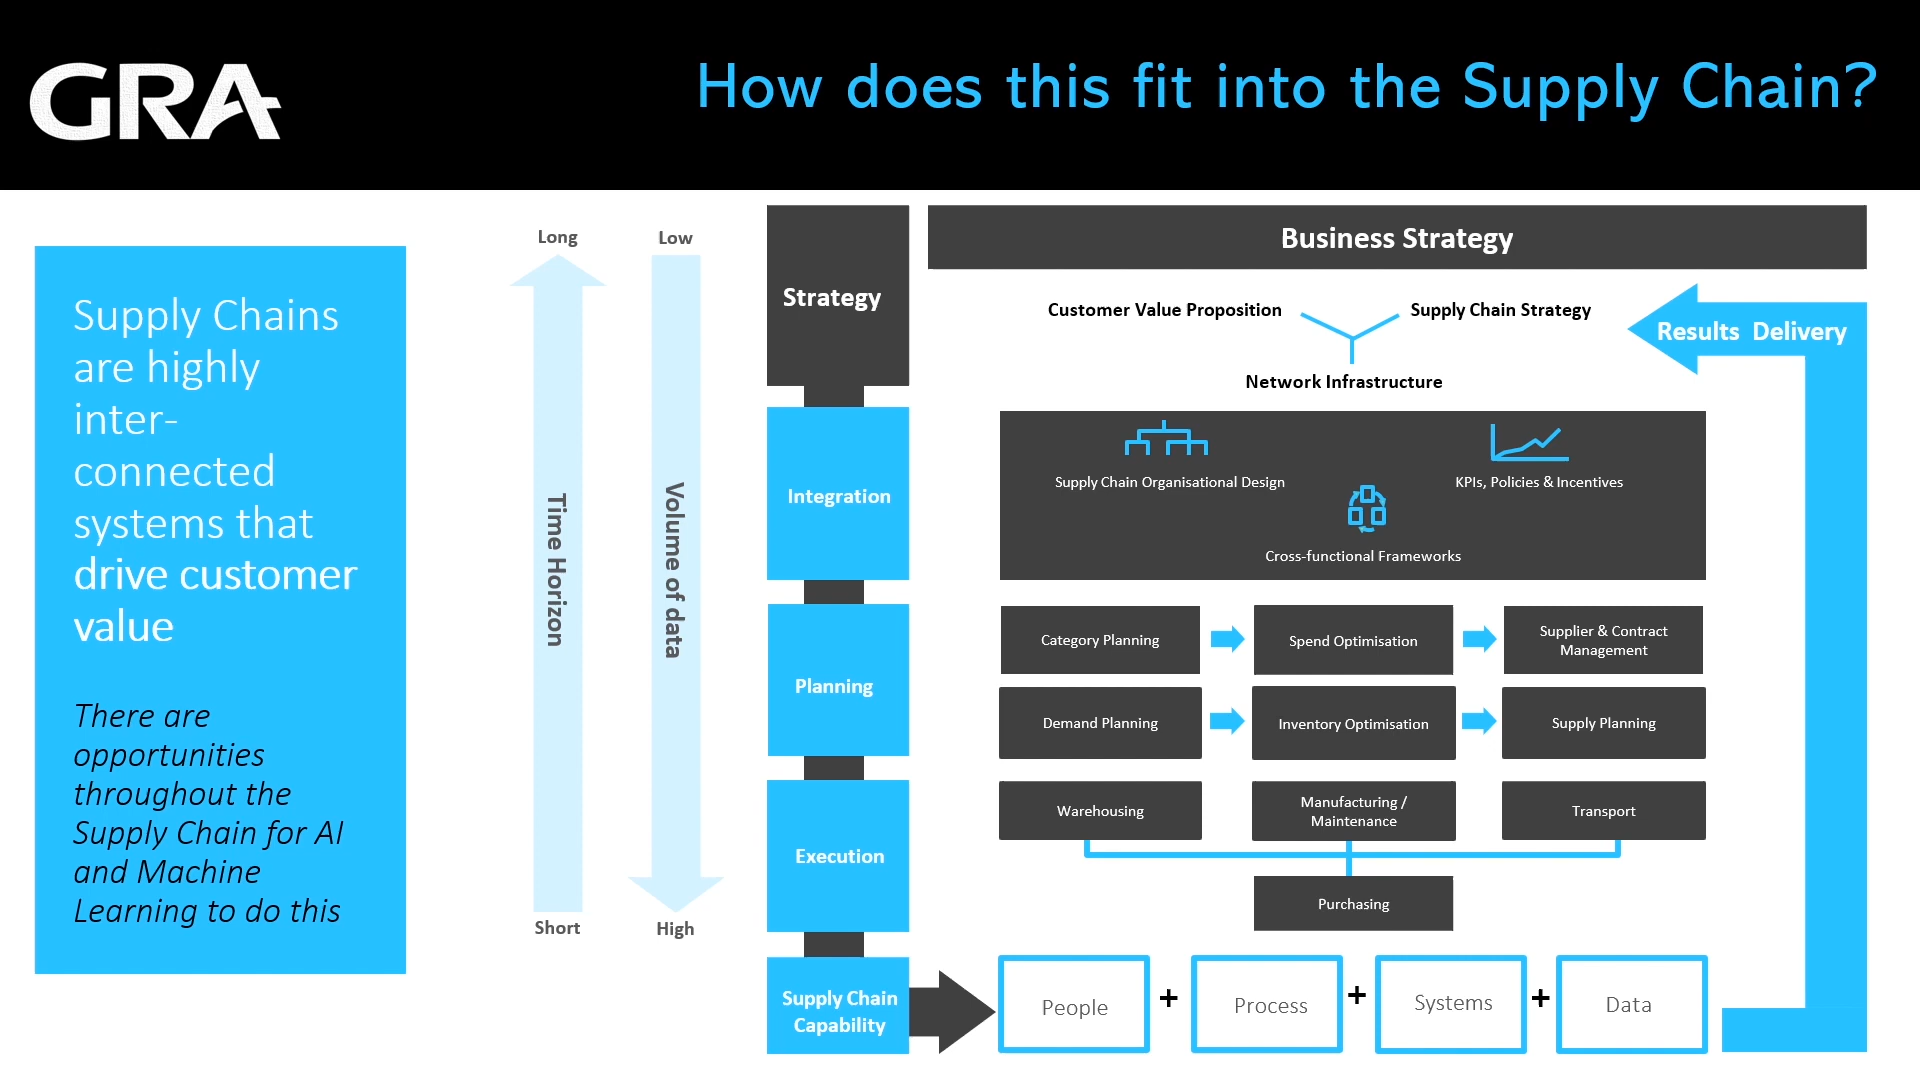 GRA
How does this fit into the Supply Chain?
Supply Chains
are highly
inter-
connected
systems that
drive customer
value
There are
opportunities
throughout the
Supply Chain for AI
and Machine
Learning to do this
Long
Time Horizon
Short
Low
Volume of data
High
Strategy
Integration
Planning
Execution
Supply Chain
Capability
Business Strategy
Customer Value Proposition
Supply Chain Strategy
Network Infrastructure
Results Delivery
Supply Chain Organisational Design
KPIs, Policies & Incentives
Cross-functional Frameworks
Category Planning
Spend Optimisation
Supplier & Contract
Management
Demand Planning
Inventory Optimisation
Supply Planning
Warehousing
Manufacturing /
Maintenance
Transport
Purchasing
People
+
Process
+
Systems
+
Data